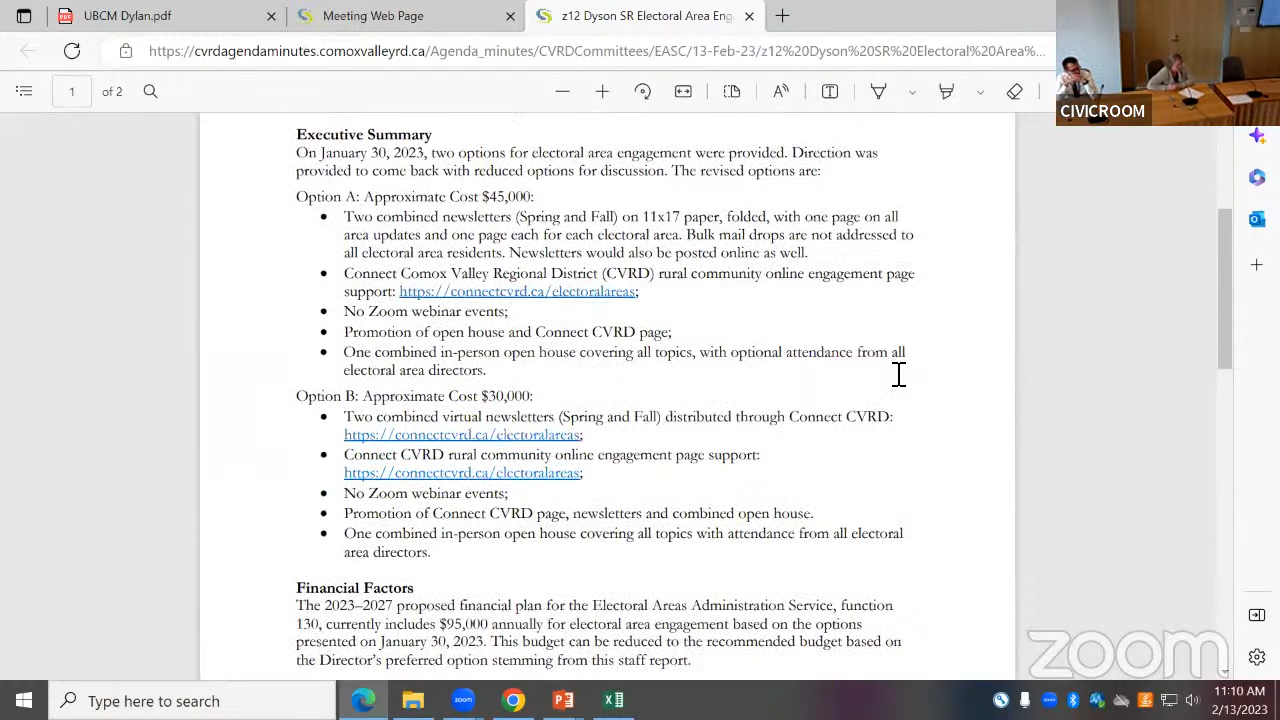 UBCM Dylan.pdf
Meeting Web Page
z12 Dyson SR Electoral Area Eng
https://cvrdagendaminutes.comoxvalleyrd.ca/Agenda_minutes/CVRDCommittees/EASC/13-Feb-23/z12%20Dyson%20SR%20Electoral%20Area%...
1 of 2
CIVICROOM
Executive Summary
On January 30, 2023, two options for electoral area engagement were provided. Direction was
provided to come back with reduced options for discussion. The revised options are:
Option A: Approximate Cost $45,000:
• Two combined newsletters (Spring and Fall) on 11x17 paper, folded, with one page on all
area updates and one page each for each electoral area. Bulk mail drops are not addressed to
all electoral area residents. Newsletters would also be posted online as well.
• Connect Comox Valley Regional District (CVRD) rural community online engagement page
support: https://connectcvrd.ca/electoralareas;
• No Zoom webinar events;
• Promotion of open house and Connect CVRD page;
• One combined in-person open house covering all topics, with optional attendance from all
electoral area directors.
Option B: Approximate Cost $30,000:
• Two combined virtual newsletters (Spring and Fall) distributed through Connect CVRD:
https://connectcvrd.ca/electoralareas;
• Connect CVRD rural community online engagement page support:
https://connectcvrd.ca/electoralareas;
• No Zoom webinar events;
• Promotion of Connect CVRD page, newsletters and combined open house.
• One combined in-person open house covering all topics with attendance from all electoral
area directors.
Financial Factors
The 2023–2027 proposed financial plan for the Electoral Areas Administration Service, function
130, currently includes $95,000 annually for electoral area engagement based on the options
presented on January 30, 2023. This budget can be reduced to the recommended budget based on
the Director's preferred option stemming from this staff report.
zoom
Type here to search
zoom
11:10 AM
2/13/2023